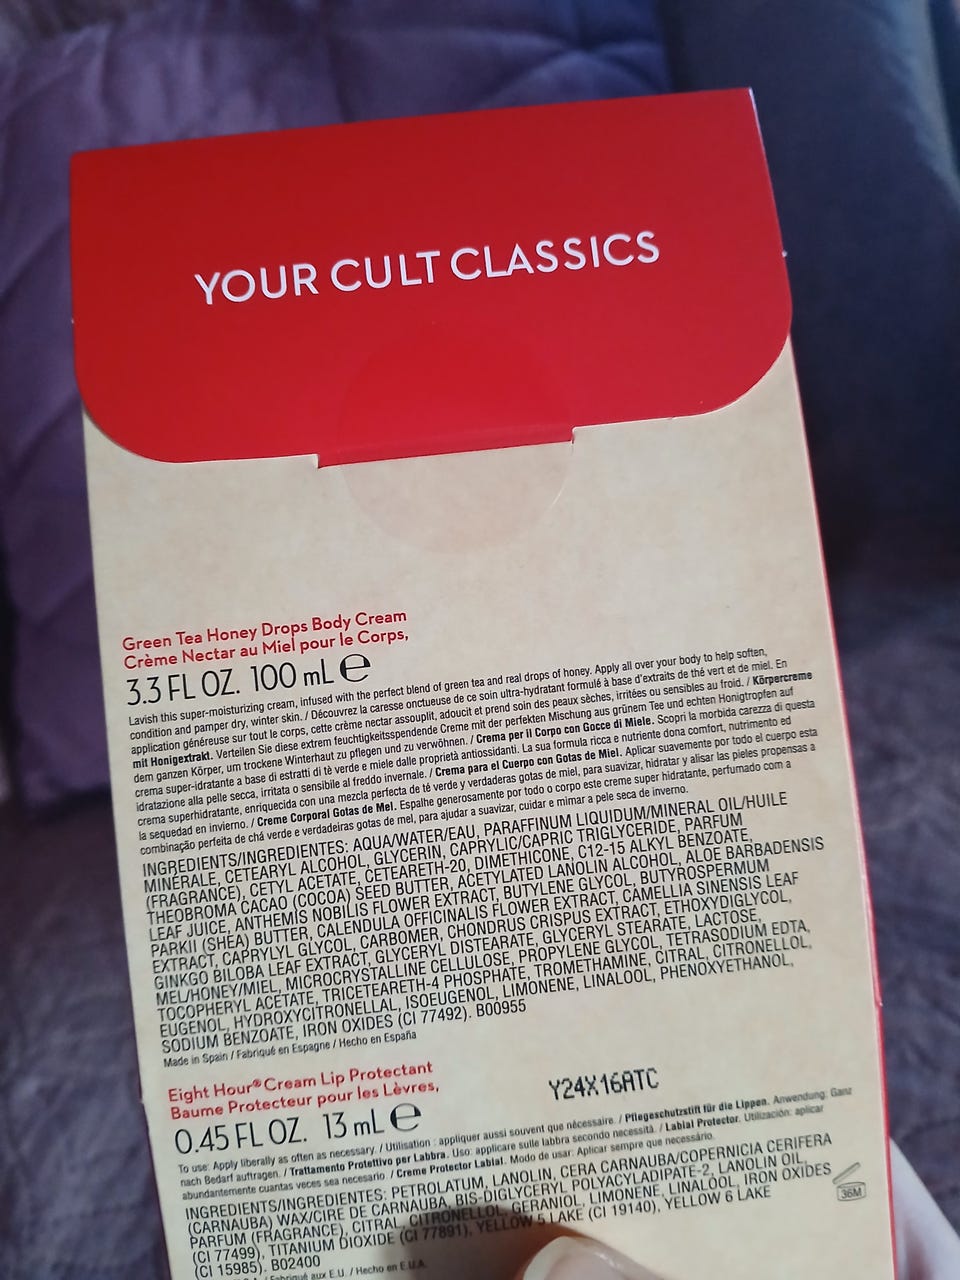 YOUR CULT CLASSICS
Green Tea Honey Drops Body Cream
Crème Nectar au Miel pour le Corps,
3.3 FL OZ. 100 mL ℮
Lavish this super-moisturizing cream, infused with the perfect blend of green tea and real drops of honey. Apply all over your body to help soften,
condition and pamper dry, winter skin. / Découvrez la caresse onctueuse de ce soin ultra-hydratant formulé à base d'extraits de thé vert et de miel. En
application généreuse sur tout le corps, cette crème nectar assouplit, adoucit et prend soin des peaux sèches, irritées ou sensibles au froid. / Körpercreme
mit Honigextrakt. Verteilen Sie diese extrem feuchtigkeitsspendende Creme mit der perfekten Mischung aus grünem Tee und echten Honigtropfen auf
dem ganzen Körper, um trockene Winterhaut zu pflegen und zu verwöhnen. / Crema per il Corpo con Gocce di Miele. Scopri la morbida carezza di questa
crema super-idratante a base di estratti di tè verde e miele dalle proprietà antiossidanti. La sua formula ricca e nutriente dona comfort, nutrimento ed
idratazione alla pelle secca, irritata o sensibile al freddo invernale. / Crema para el Cuerpo con Gotas de Miel. Aplicar suavemente por todo el cuerpo esta
crema superhidratante, enriquecida con una mezcla perfecta de té verde y verdaderas gotas de miel, para suavizar, hidratar y alisar las pieles propensas a
la sequedad en invierno. / Creme Corporal Gotas de Mel. Espalhe generosamente por todo o corpo este creme super hidratante, perfumado com a
combinação perfeita de chá verde e verdadeiras gotas de mel, para ajudar a suavizar, cuidar e mimar a pele seca de inverno.
INGREDIENTS/INGREDIENTES: AQUA/WATER/EAU, PARAFFINUM LIQUIDUM/MINERAL OIL/HUILE
MINÉRALE, CETEARYL ALCOHOL, GLYCERIN, CAPRYLIC/CAPRIC TRIGLYCERIDE, PARFUM
(FRAGRANCE), CETYL ACETATE, CETEARETH-20, DIMETHICONE, C12-15 ALKYL BENZOATE,
THEOBROMA CACAO (COCOA) SEED BUTTER, ACETYLATED LANOLIN ALCOHOL, ALOE BARBADENSIS
LEAF JUICE, ANTHEMIS NOBILIS FLOWER EXTRACT, BUTYLENE GLYCOL, BUTYROSPERMUM
PARKII (SHEA) BUTTER, CALENDULA OFFICINALIS FLOWER EXTRACT, CAMELLIA SINENSIS LEAF
EXTRACT, CAPRYLYL GLYCOL, CARBOMER, CHONDRUS CRISPUS EXTRACT, ETHOXYDIGLYCOL,
GINKGO BILOBA LEAF EXTRACT, GLYCERYL DISTEARATE, GLYCERYL STEARATE, LACTOSE,
MEL/HONEY/MIEL, MICROCRYSTALLINE CELLULOSE, PROPYLENE GLYCOL, TETRASODIUM EDTA,
TOCOPHERYL ACETATE, TRICETEARETH-4 PHOSPHATE, TROMETHAMINE, CITRAL, CITRONELLOL,
EUGENOL, HYDROXYCITRONELLAL, ISOEUGENOL, LIMONENE, LINALOOL, PHENOXYETHANOL,
SODIUM BENZOATE, IRON OXIDES (CI 77492). B00955
Made in Spain / Fabriqué en Espagne / Hecho en España
Eight Hour® Cream Lip Protectant
Baume Protecteur pour les Lèvres,
0.45 FL OZ. 13 mL ℮
Y24X16ATC
To use: Apply liberally as often as necessary. / Utilisation : appliquer aussi souvent que nécessaire. / Pflegeschutzstift für die Lippen. Anwendung: Ganz
nach Bedarf auftragen. / Trattamento Protettivo per Labbra. Uso: applicare sulle labbra secondo necessità. / Labial Protector. Utilización: aplicar
abundantemente cuantas veces sea necesario. / Creme Protector Labial. Modo de usar: Aplicar sempre que necessário.
INGREDIENTS/INGREDIENTES: PETROLATUM, LANOLIN, CERA CARNAUBA/COPERNICIA CERIFERA
(CARNAUBA) WAX/CIRE DE CARNAUBA, BIS-DIGLYCERYL POLYACYLADIPATE-2, LANOLIN OIL,
PARFUM (FRAGRANCE), CITRAL, CITRONELLOL, GERANIOL, LIMONENE, LINALOOL, IRON OXIDES
(CI 77499), TITANIUM DIOXIDE (CI 77891), YELLOW 5 LAKE (CI 19140), YELLOW 6 LAKE
(CI 15985). B02400
36M
Fabriqué aux E.U. / Hecho en E.U.A.